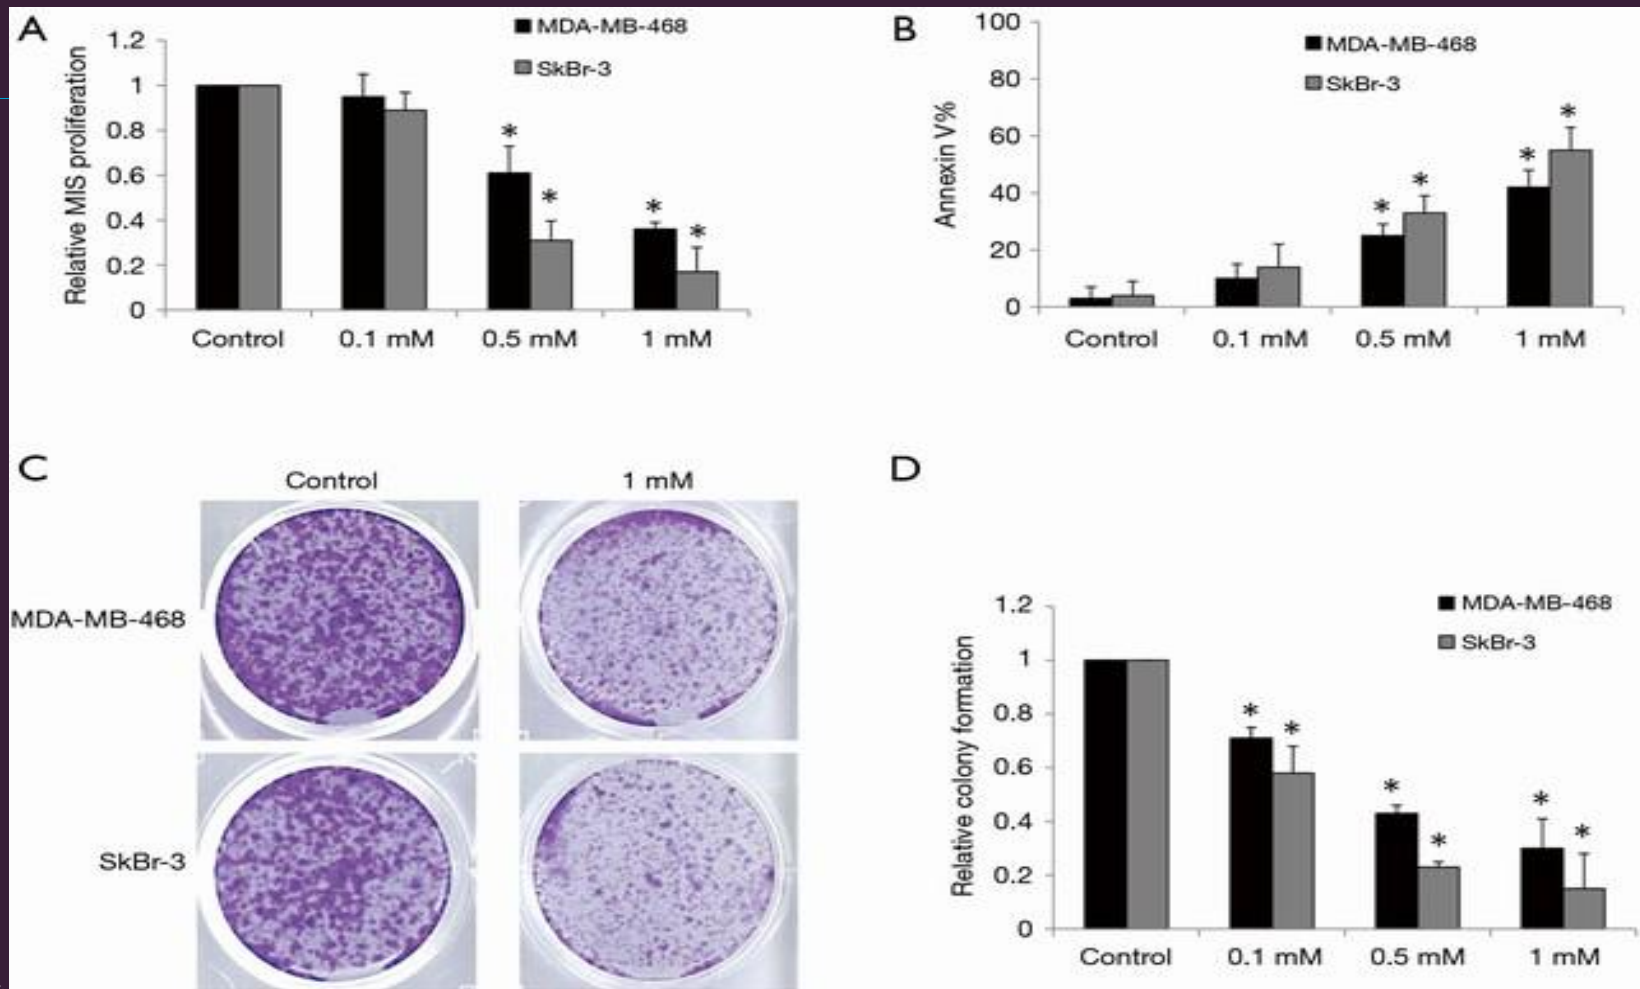 A
MDA-MB-468
SkBr-3
Relative MIS proliferation
1.2
1
0.8
0.6
0.4
0.2
0
*
*
*
*
Control
0.1 mM
0.5 mM
1 mM
B
MDA-MB-468
SkBr-3
Annexin V%
100
80
60
40
20
0
*
*
*
*
Control
0.1 mM
0.5 mM
1 mM
C
Control
1 mM
MDA-MB-468
SkBr-3
D
MDA-MB-468
SkBr-3
Relative colony formation
1.2
1
0.8
0.6
0.4
0.2
0
*
*
*
*
*
*
Control
0.1 mM
0.5 mM
1 mM